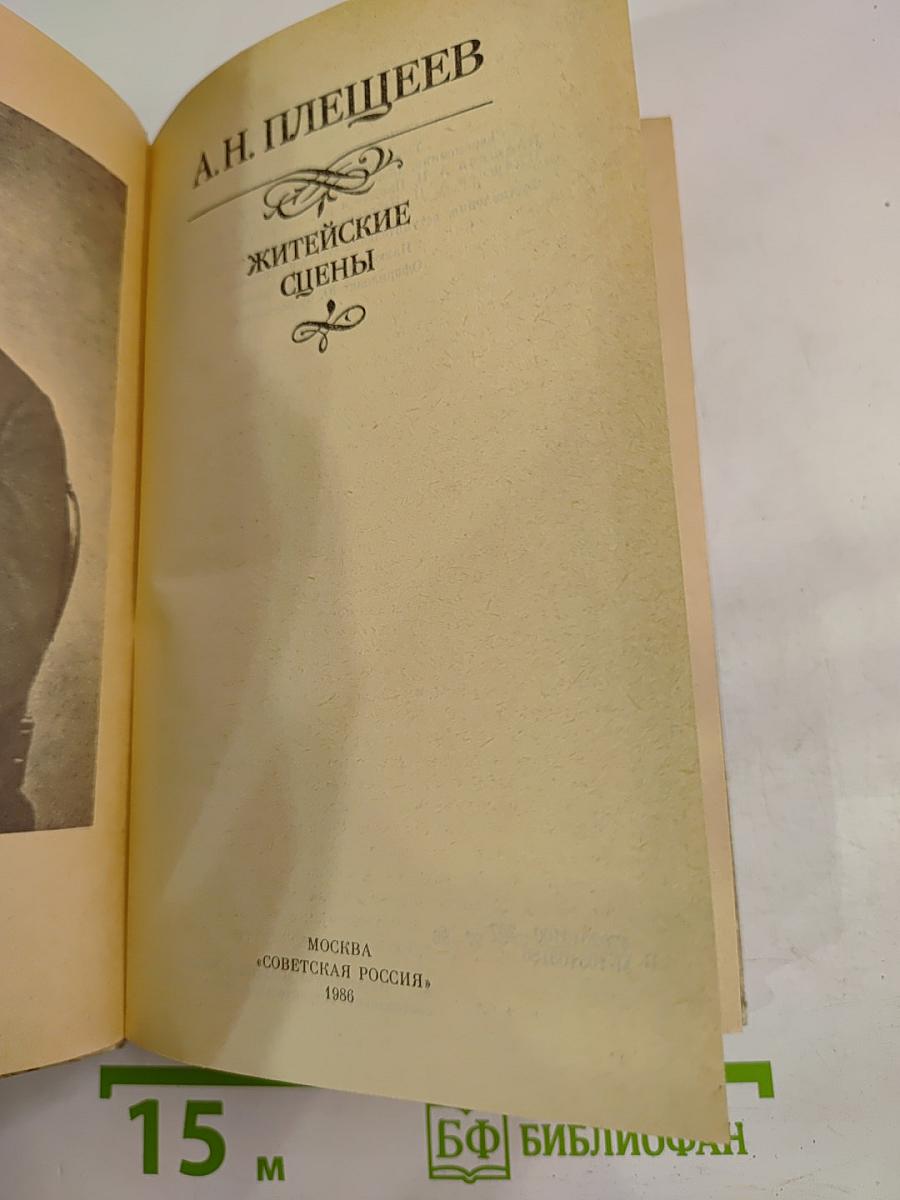 А. Н. ПЛЕЩЕЕВ
ЖИТЕЙСКИЕ
СЦЕНЫ
МОСКВА
«СОВЕТСКАЯ РОССИЯ»
1986
15 м
БФ БИБЛИОФАН